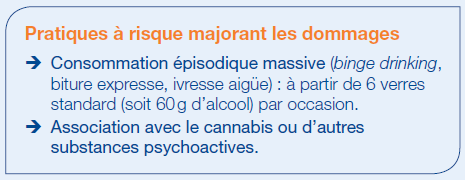 Pratiques à risque majorant les dommages
➔ Consommation épisodique massive (binge drinking,
biture expresse, ivresse aigüe) : à partir de 6 verres
standard (soit 60 g d’alcool) par occasion.
➔ Association avec le cannabis ou d’autres
substances psychoactives.